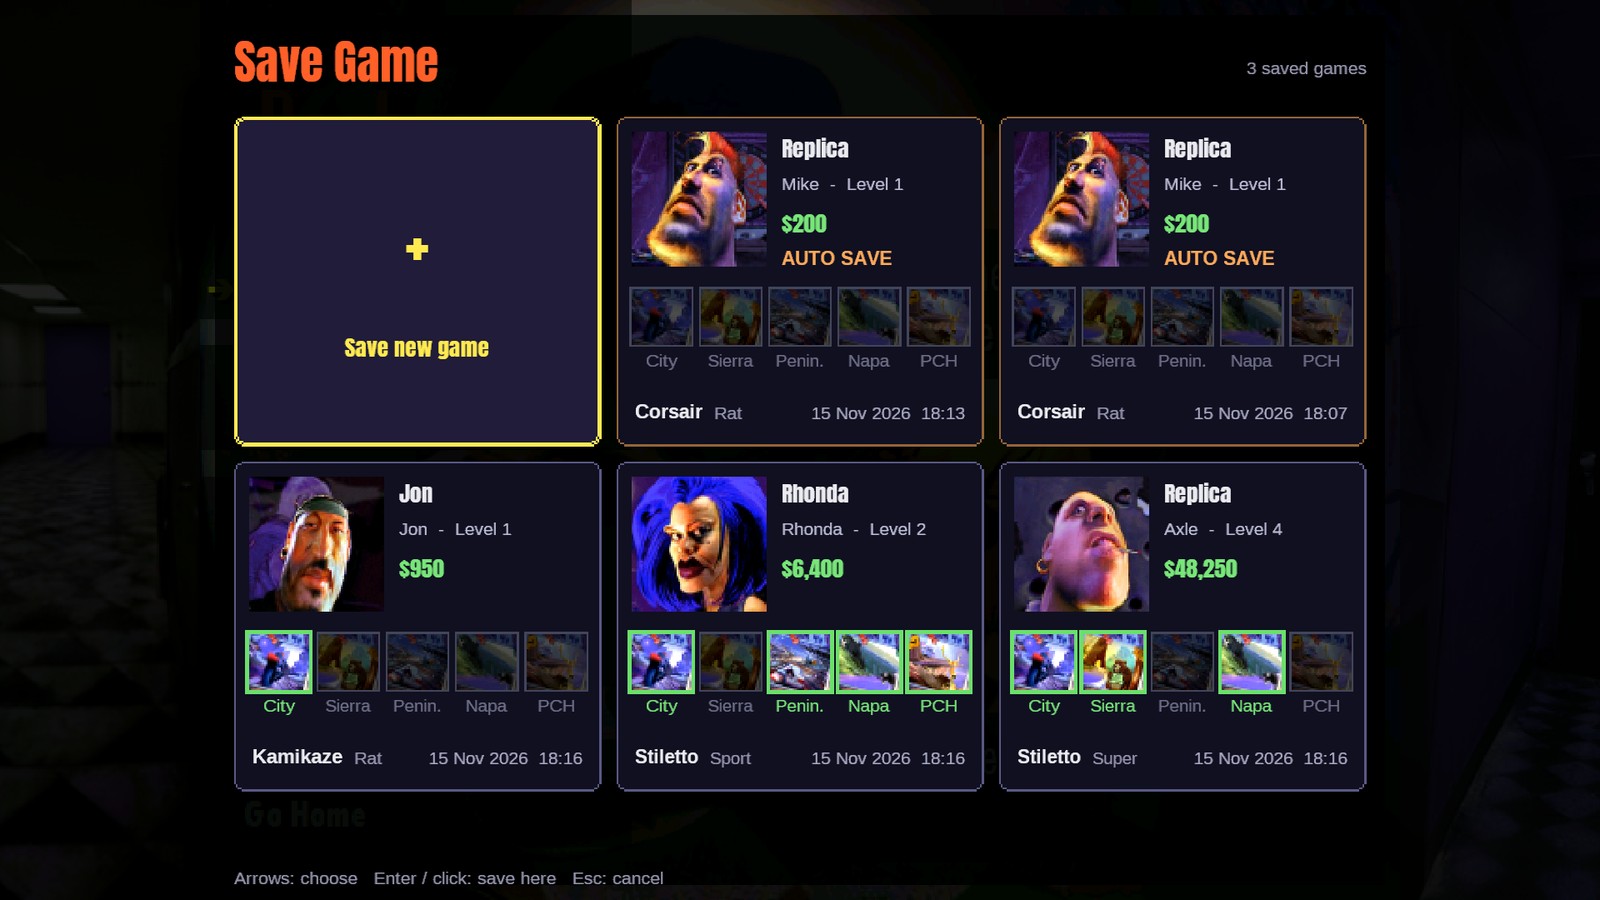 Save Game
3 saved games
Save new game
Replica
Mike - Level 1
$200
AUTO SAVE
City Sierra Penin. Napa PCH
Corsair Rat 15 Nov 2026 18:13
Replica
Mike - Level 1
$200
AUTO SAVE
City Sierra Penin. Napa PCH
Corsair Rat 15 Nov 2026 18:07
Jon
Jon - Level 1
$950
City Sierra Penin. Napa PCH
Kamikaze Rat 15 Nov 2026 18:16
Rhonda
Rhonda - Level 2
$6,400
City Sierra Penin. Napa PCH
Stiletto Sport 15 Nov 2026 18:16
Replica
Axle - Level 4
$48,250
City Sierra Penin. Napa PCH
Stiletto Super 15 Nov 2026 18:16
Go Home
Arrows: choose Enter / click: save here Esc: cancel